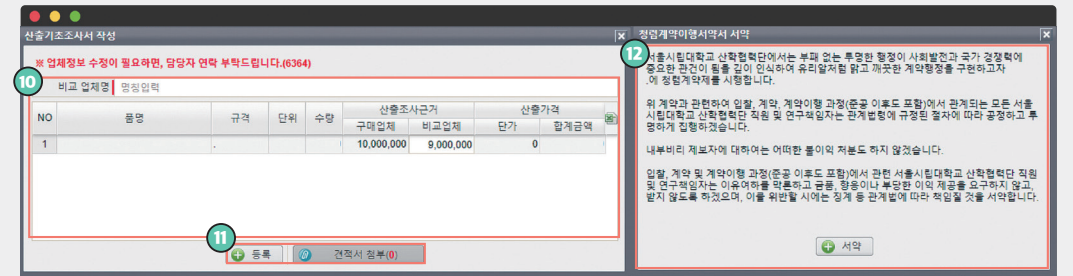 산출기초조사서 작성
※ 업체정보 수정이 필요하면, 담당자 연락 부탁드립니다.(6364)
10
비교 업체명 명칭입력
NO 품명 규격 단위 수량 산출조사근거 산출가격
구매업체 비교업체 단가 합계금액
1 . 10,000,000 9,000,000 0
11
등록 견적서 첨부(0)
청렴계약이행서약서 서약
12
서울시립대학교 산학협력단에서는 부패 없는 투명한 행정이 사회발전과 국가 경쟁력에
중요한 관건이 됨을 깊이 인식하여 유리알처럼 맑고 깨끗한 계약행정을 구현하고자
.에 청렴계약제를 시행합니다.
위 계약과 관련하여 입찰, 계약, 계약이행 과정(준공 이후도 포함)에서 관계되는 모든 서울
시립대학교 산학협력단 직원 및 연구책임자는 관계법령에 규정된 절차에 따라 공정하고 투
명하게 집행하겠습니다.
내부비리 제보자에 대하여는 어떠한 불이익 처분도 하지 않겠습니다.
입찰, 계약 및 계약이행 과정(준공 이후도 포함)에서 관련 서울시립대학교 산학협력단 직원
및 연구책임자는 이유여하를 막론하고 금품, 향응이나 부당한 이익 제공을 요구하지 않고,
받지 않도록 하겠으며, 이를 위반할 시에는 징계 등 관계법에 따라 책임질 것을 서약합니다.
서약